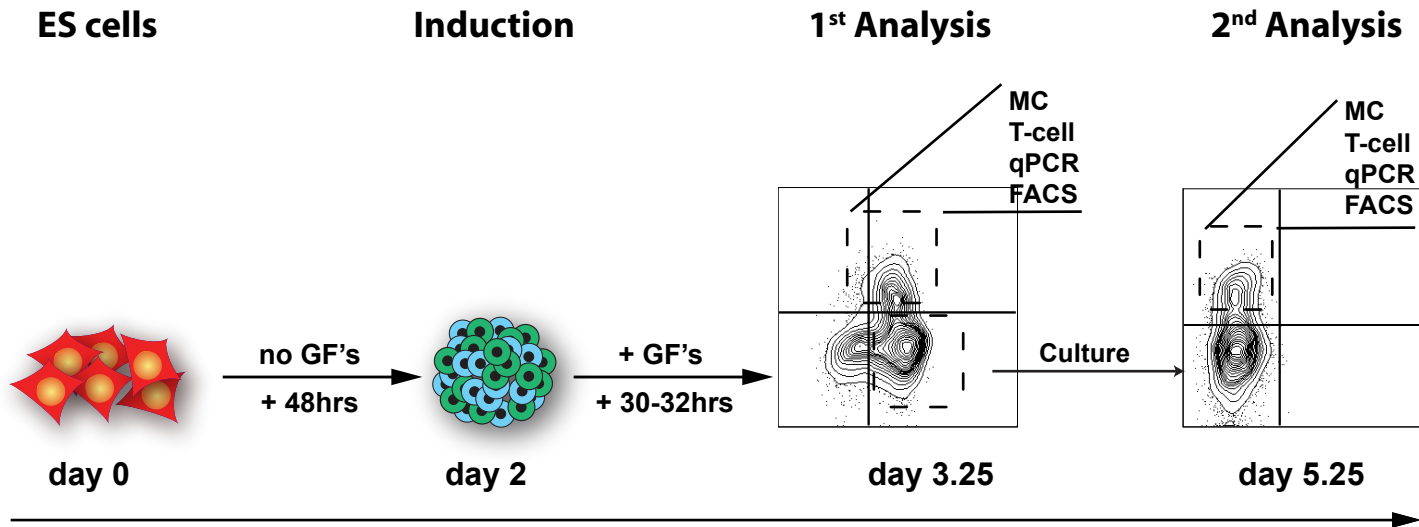 ES cells
Induction
1st Analysis
2nd Analysis
MC
T-cell
qPCR
FACS
MC
T-cell
qPCR
FACS
no GF's
+ 48hrs
+ GF's
+ 30-32hrs
Culture
day 0
day 2
day 3.25
day 5.25